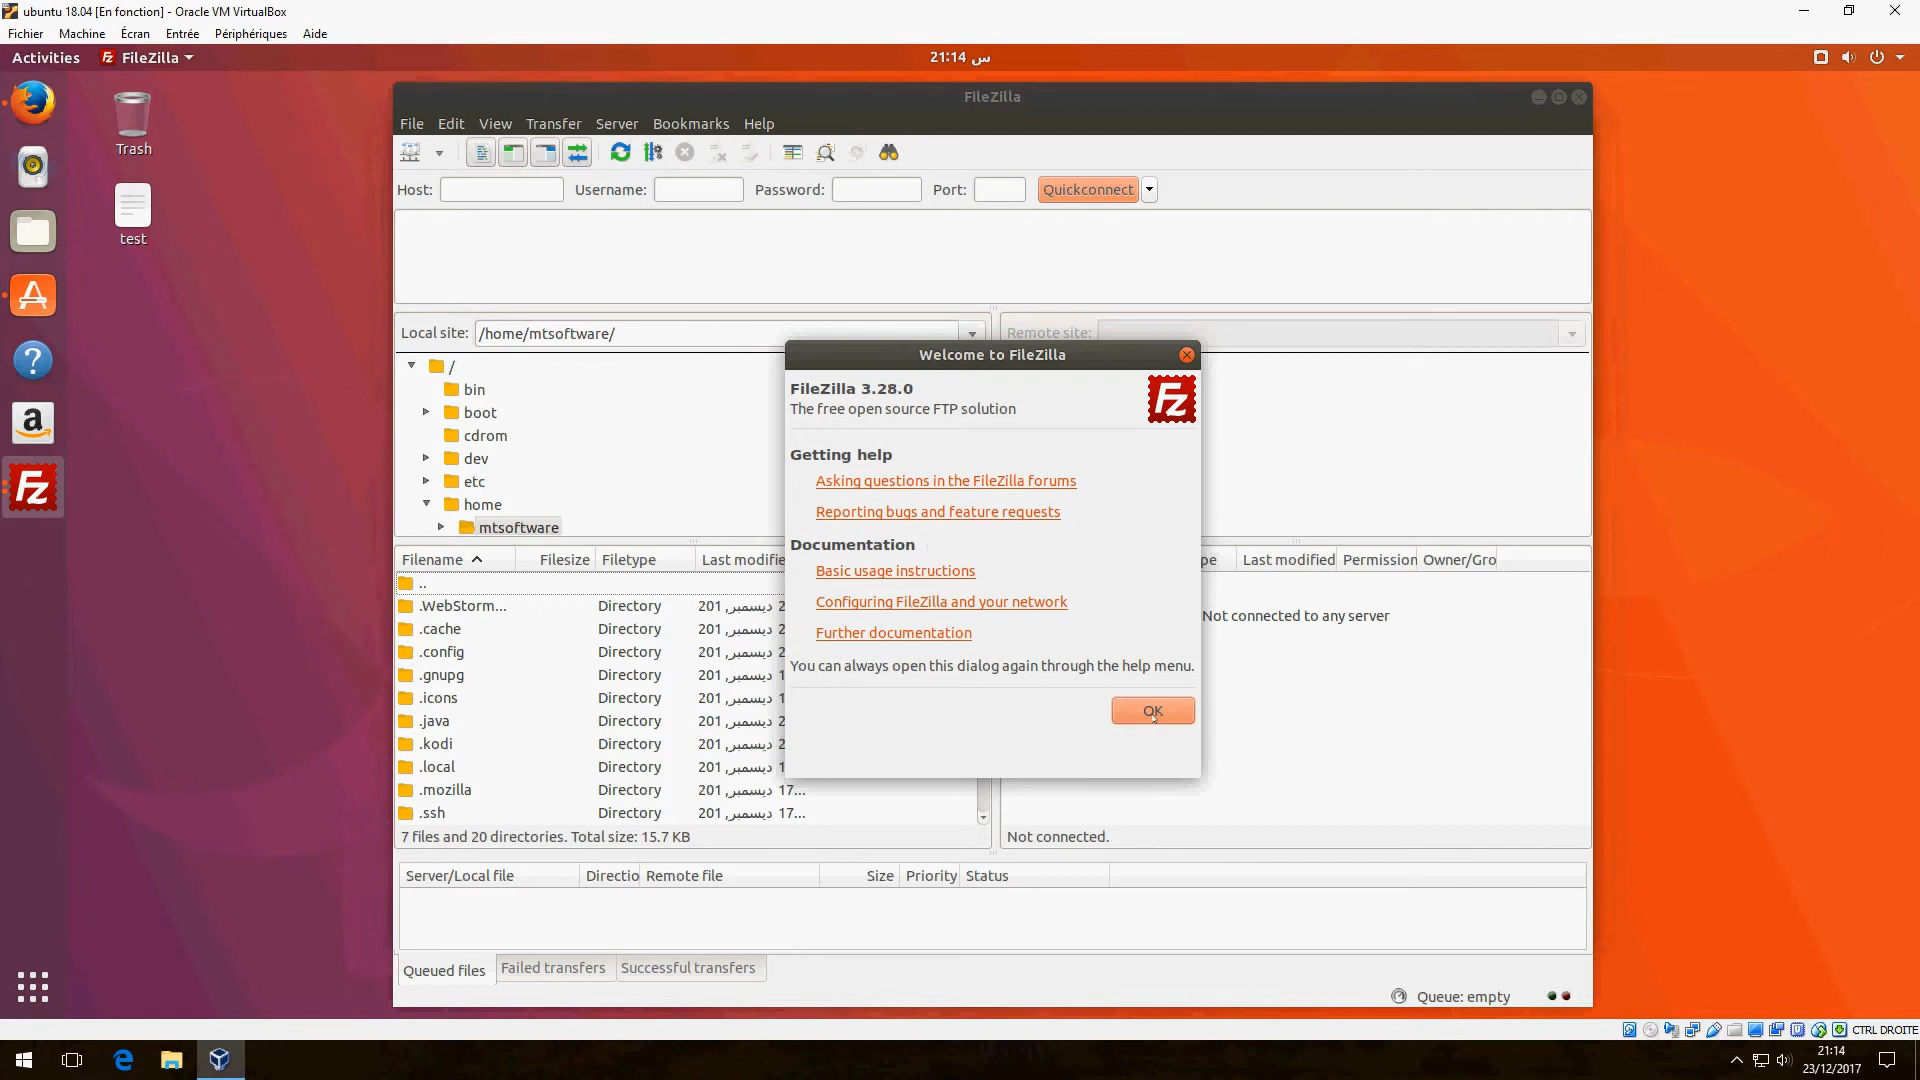 ubuntu 18.04 [En fonction] - Oracle VM VirtualBox
Fichier Machine Écran Entrée Périphériques Aide
Activities FileZilla 21:14 س
Trash
test
FileZilla
File Edit View Transfer Server Bookmarks Help
Host: Username: Password: Port: Quickconnect
Local site: /home/mtsoftware/
Remote site:
/
bin
boot
cdrom
dev
etc
home
mtsoftware
Welcome to FileZilla
FileZilla 3.28.0
The free open source FTP solution
Fz
Getting help
Asking questions in the FileZilla forums
Reporting bugs and feature requests
Documentation
Basic usage instructions
Configuring FileZilla and your network
Further documentation
You can always open this dialog again through the help menu.
OK
Filename Filesize Filetype Last modifie
..
.WebStorm... Directory 201 ,ديسمبر 2
.cache Directory 201 ,ديسمبر 2
.config Directory 201 ,ديسمبر 2
.gnupg Directory 201 ,ديسمبر 1
.icons Directory 201 ,ديسمبر 1
.java Directory 201 ,ديسمبر 2
.kodi Directory 201 ,ديسمبر 2
.local Directory 201 ,ديسمبر 1
.mozilla Directory 201 ,ديسمبر 17...
.ssh Directory 201 ,ديسمبر 17...
7 files and 20 directories. Total size: 15.7 KB
pe Last modified Permission Owner/Gro
Not connected to any server
Not connected.
Server/Local file Directio Remote file Size Priority Status
Queued files Failed transfers Successful transfers
Queue: empty
CTRL DROITE
21:14
23/12/2017